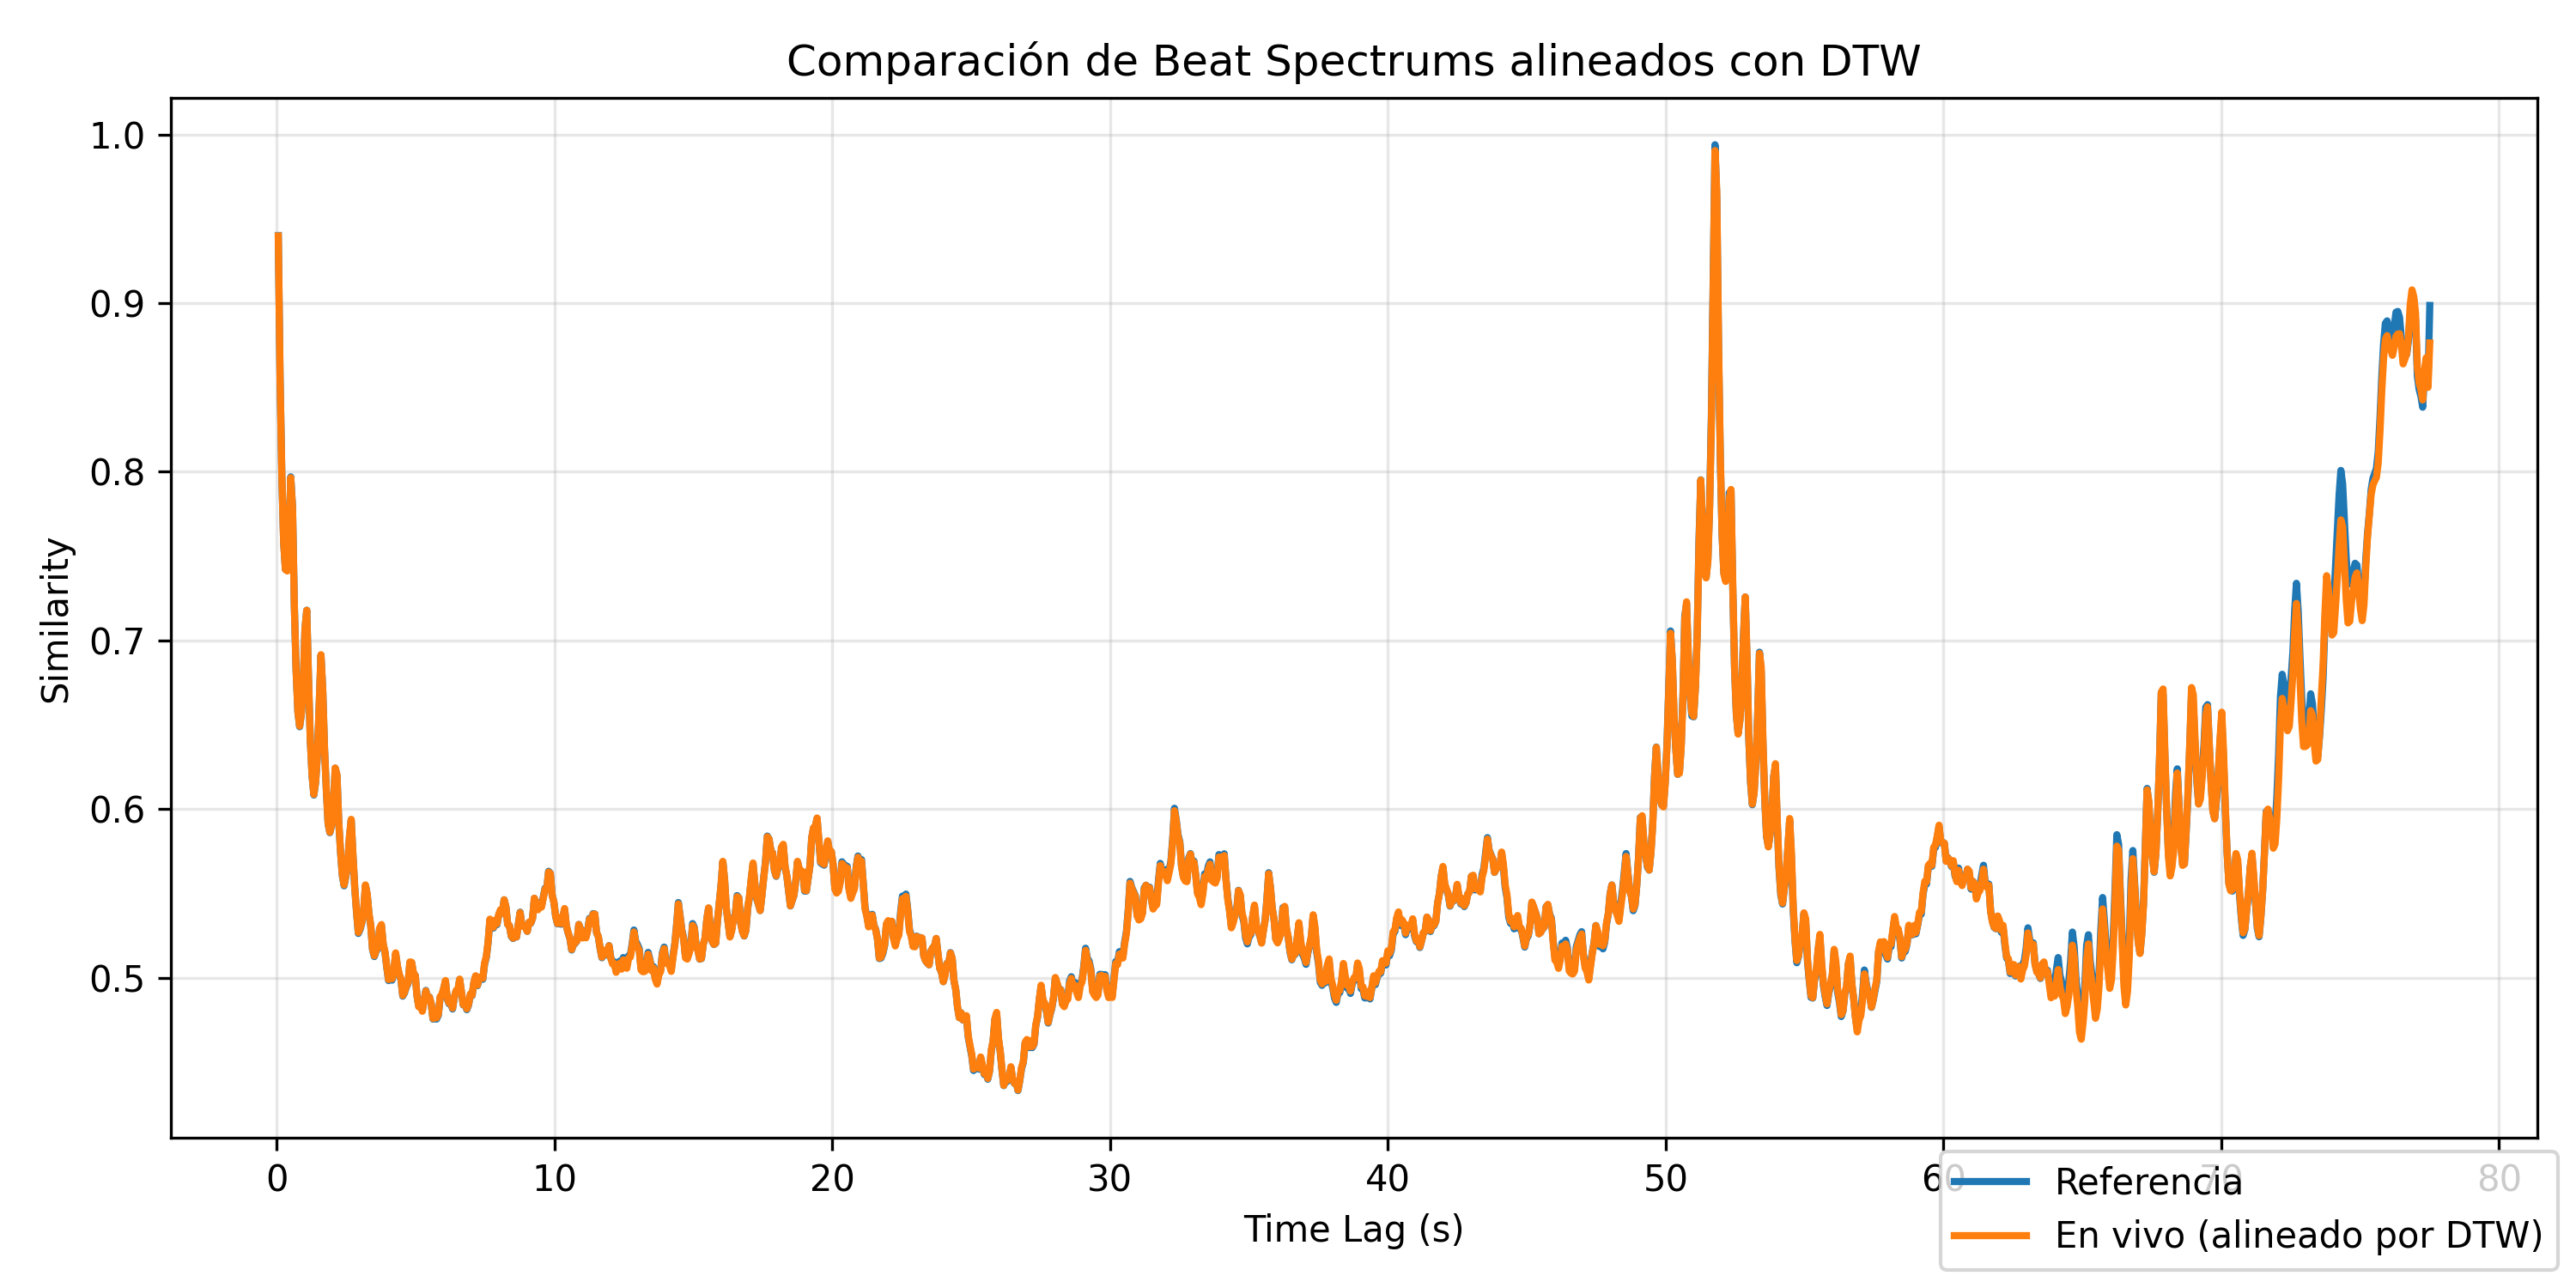 Comparación de Beat Spectrums alineados con DTW
Similarity
1.0
0.9
0.8
0.7
0.6
0.5
0 10 20 30 40 50 60 70 80
Time Lag (s)
Referencia
En vivo (alineado por DTW)